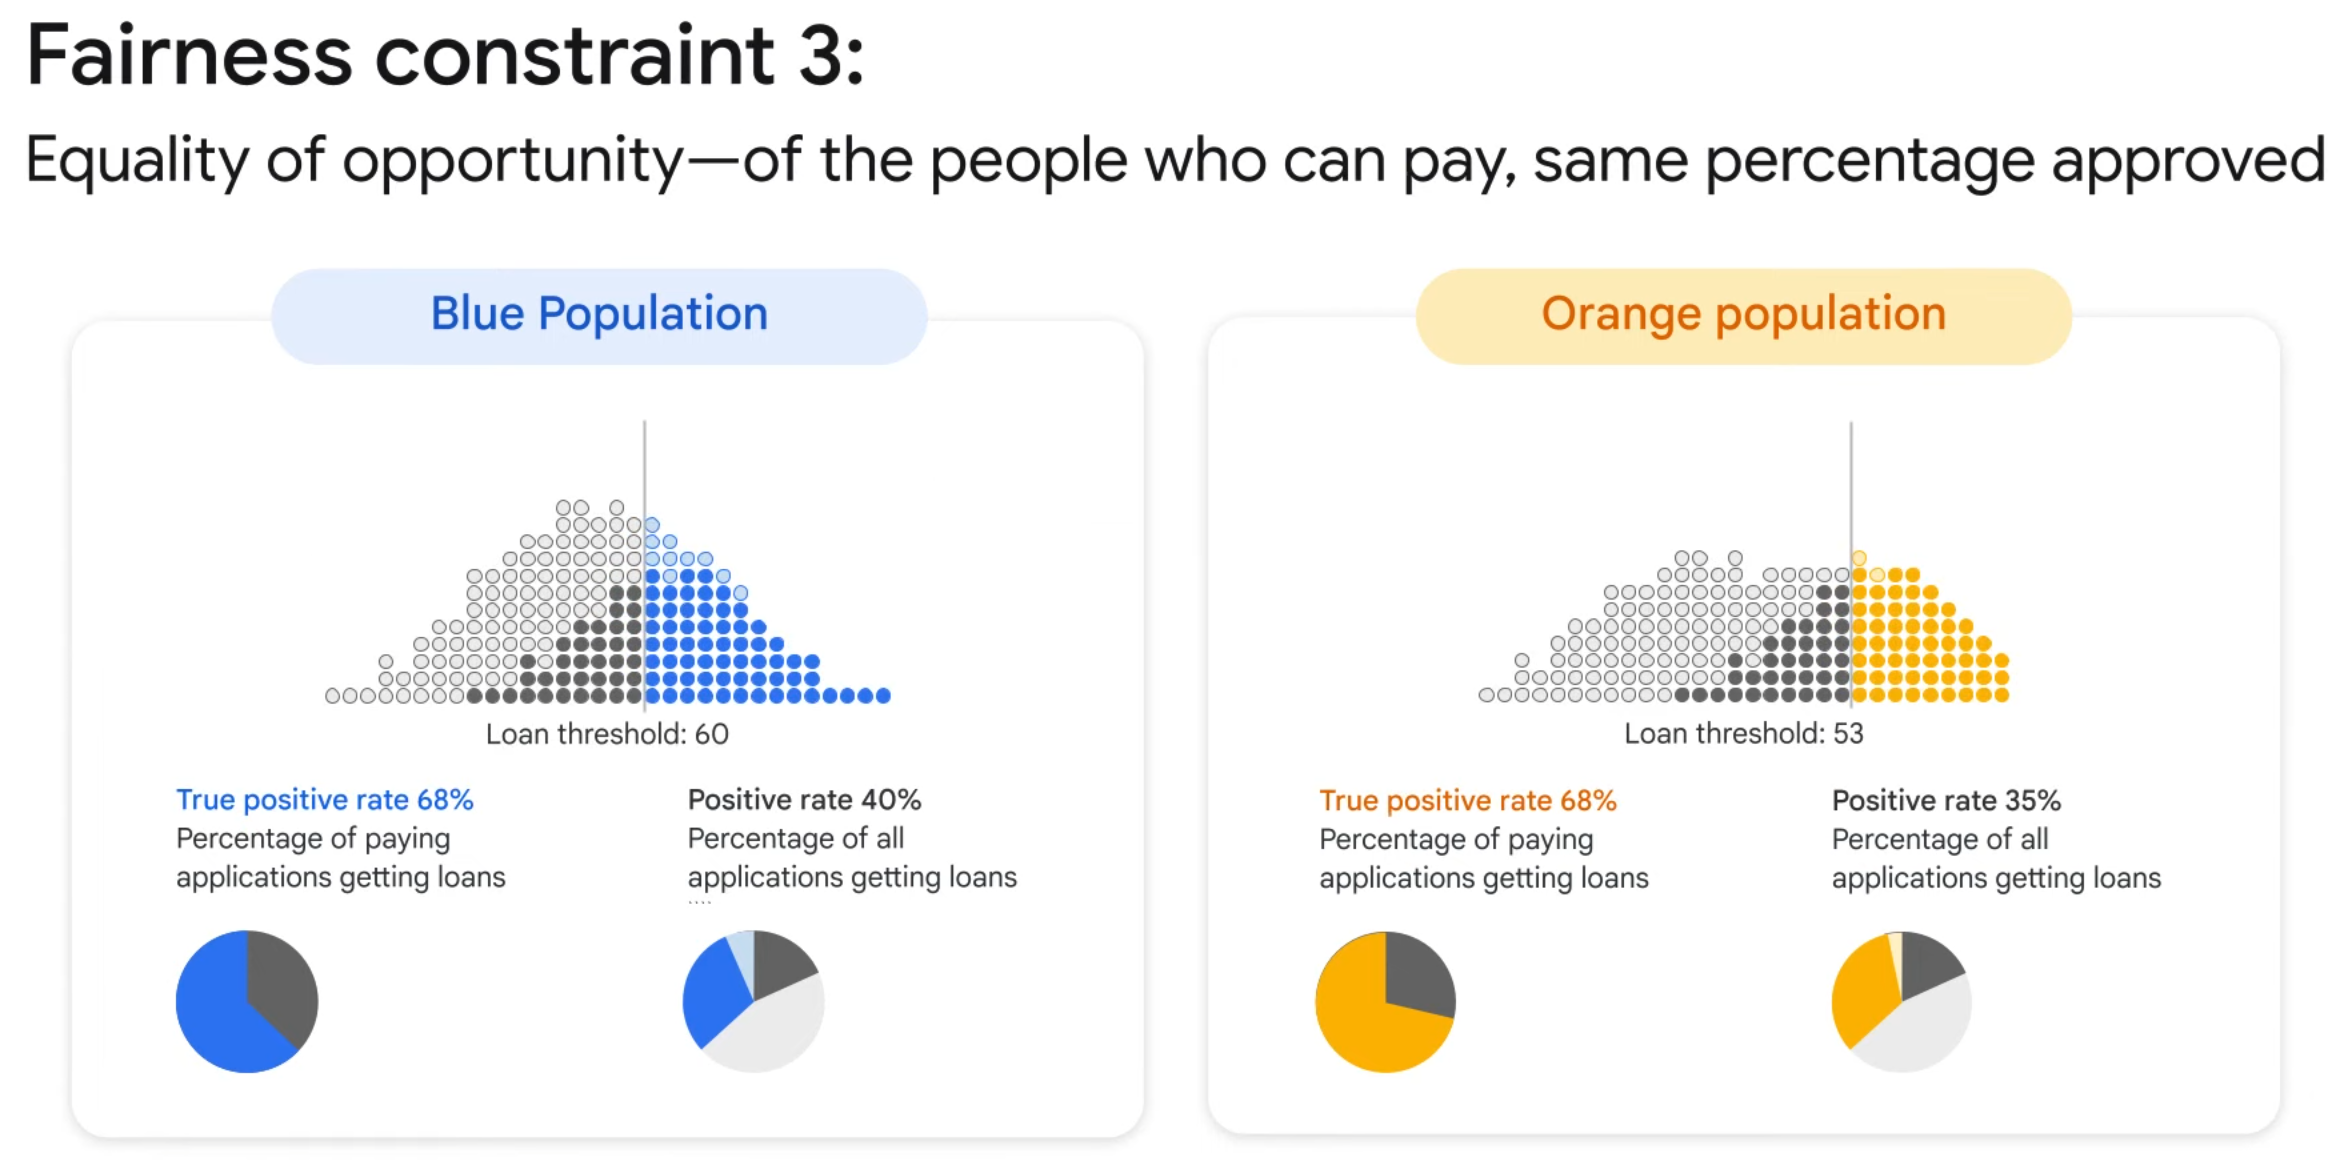 Fairness constraint 3:
Equality of opportunity—of the people who can pay, same percentage approved
Blue Population
Loan threshold: 60
True positive rate 68%
Percentage of paying
applications getting loans
Positive rate 40%
Percentage of all
applications getting loans
Orange population
Loan threshold: 53
True positive rate 68%
Percentage of paying
applications getting loans
Positive rate 35%
Percentage of all
applications getting loans